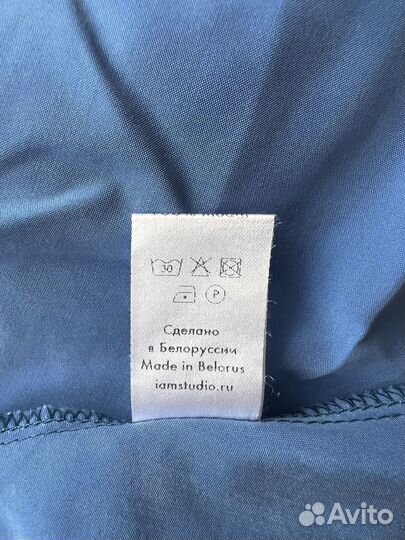 30
P
Сделано
в Белоруссии
Made in Belorus
iamstudio.ru
Avito